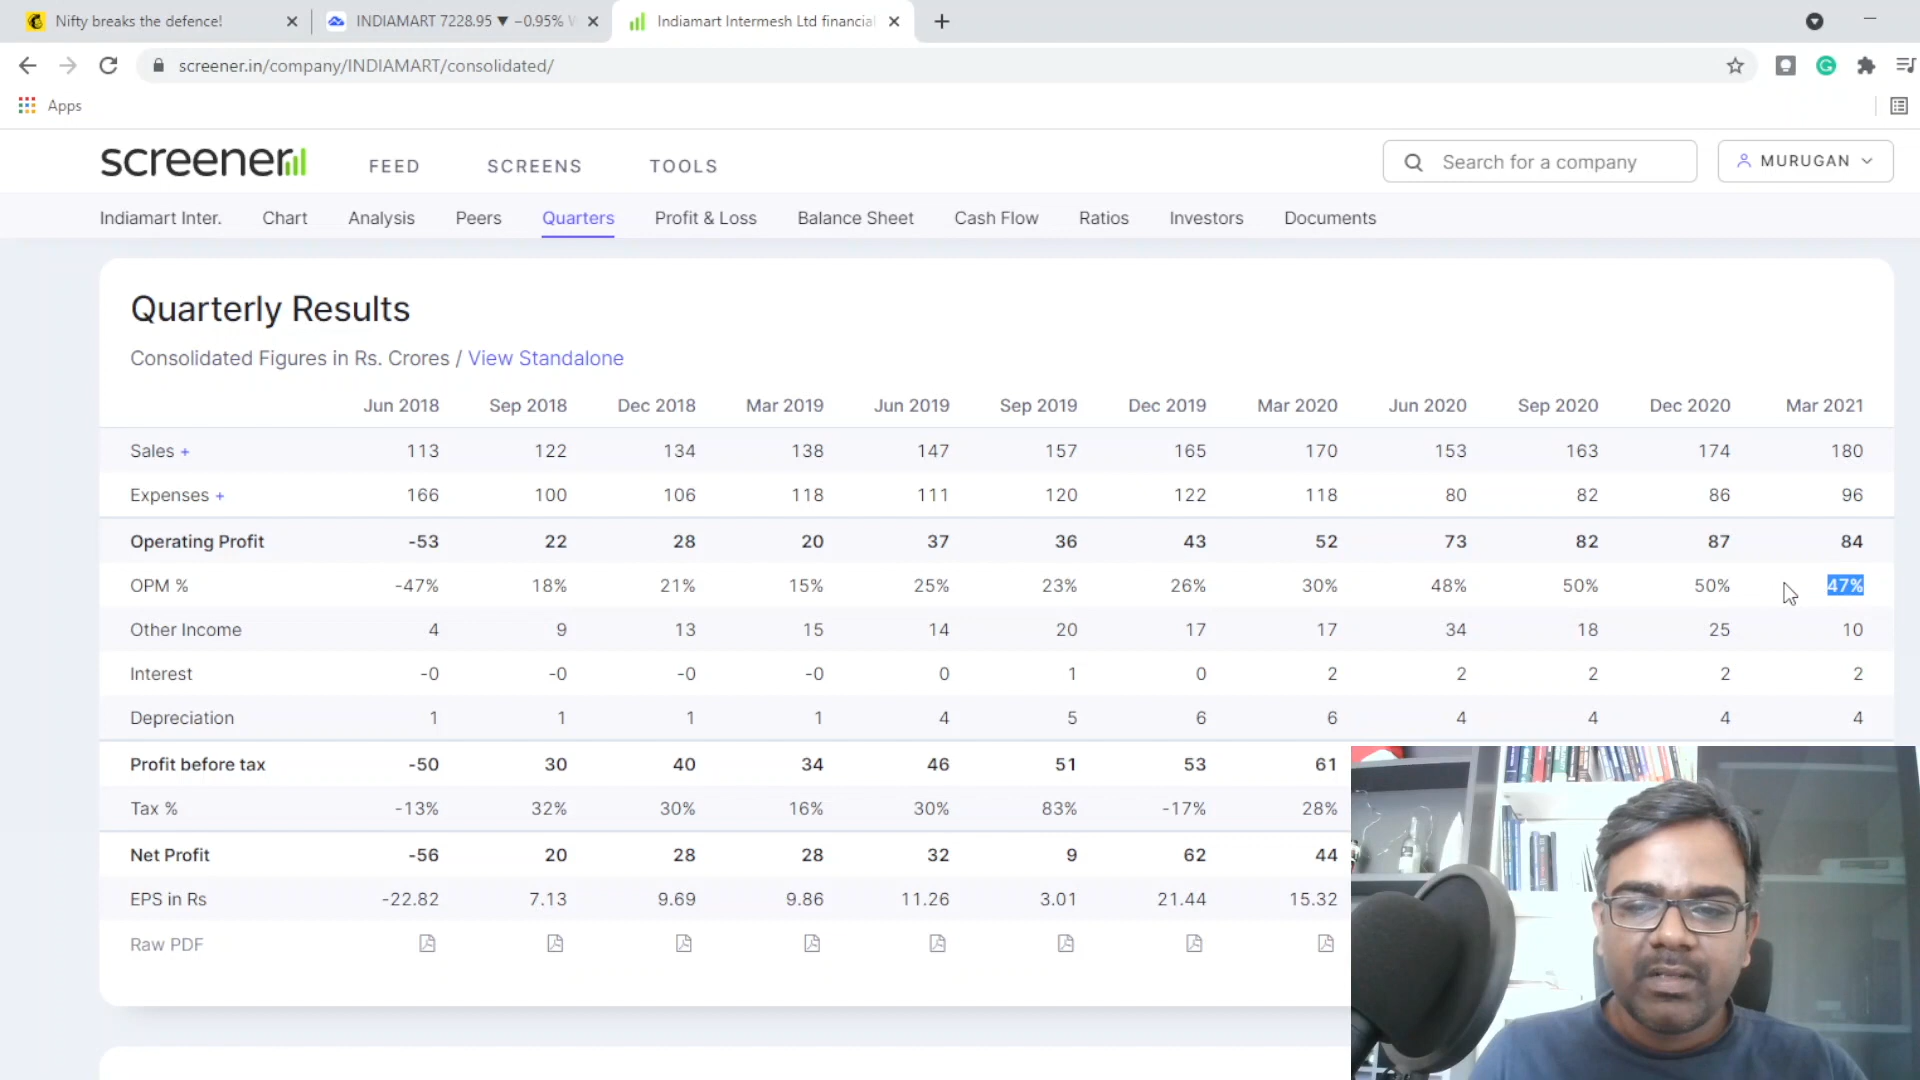 Nifty breaks the defence!
INDIAMART 7228.95 ▼ −0.95%
Indiamart Intermesh Ltd financial
screener.in/company/INDIAMART/consolidated/
Apps
screener
FEED SCREENS TOOLS
Search for a company
MURUGAN
Indiamart Inter. Chart Analysis Peers Quarters Profit & Loss Balance Sheet Cash Flow Ratios Investors Documents
Quarterly Results
Consolidated Figures in Rs. Crores / View Standalone
Jun 2018 Sep 2018 Dec 2018 Mar 2019 Jun 2019 Sep 2019 Dec 2019 Mar 2020 Jun 2020 Sep 2020 Dec 2020 Mar 2021
Sales + 113 122 134 138 147 157 165 170 153 163 174 180
Expenses + 166 100 106 118 111 120 122 118 80 82 86 96
Operating Profit -53 22 28 20 37 36 43 52 73 82 87 84
OPM % -47% 18% 21% 15% 25% 23% 26% 30% 48% 50% 50% 47%
Other Income 4 9 13 15 14 20 17 17 34 18 25 10
Interest -0 -0 -0 -0 0 1 0 2 2 2 2 2
Depreciation 1 1 1 1 4 5 6 6 4 4 4 4
Profit before tax -50 30 40 34 46 51 53 61
Tax % -13% 32% 30% 16% 30% 83% -17% 28%
Net Profit -56 20 28 28 32 9 62 44
EPS in Rs -22.82 7.13 9.69 9.86 11.26 3.01 21.44 15.32
Raw PDF